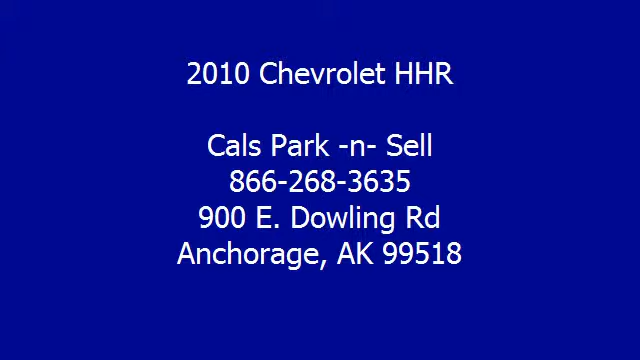 2010 Chevrolet HHR
Cals Park -n- Sell
866-268-3635
900 E. Dowling Rd
Anchorage, AK 99518